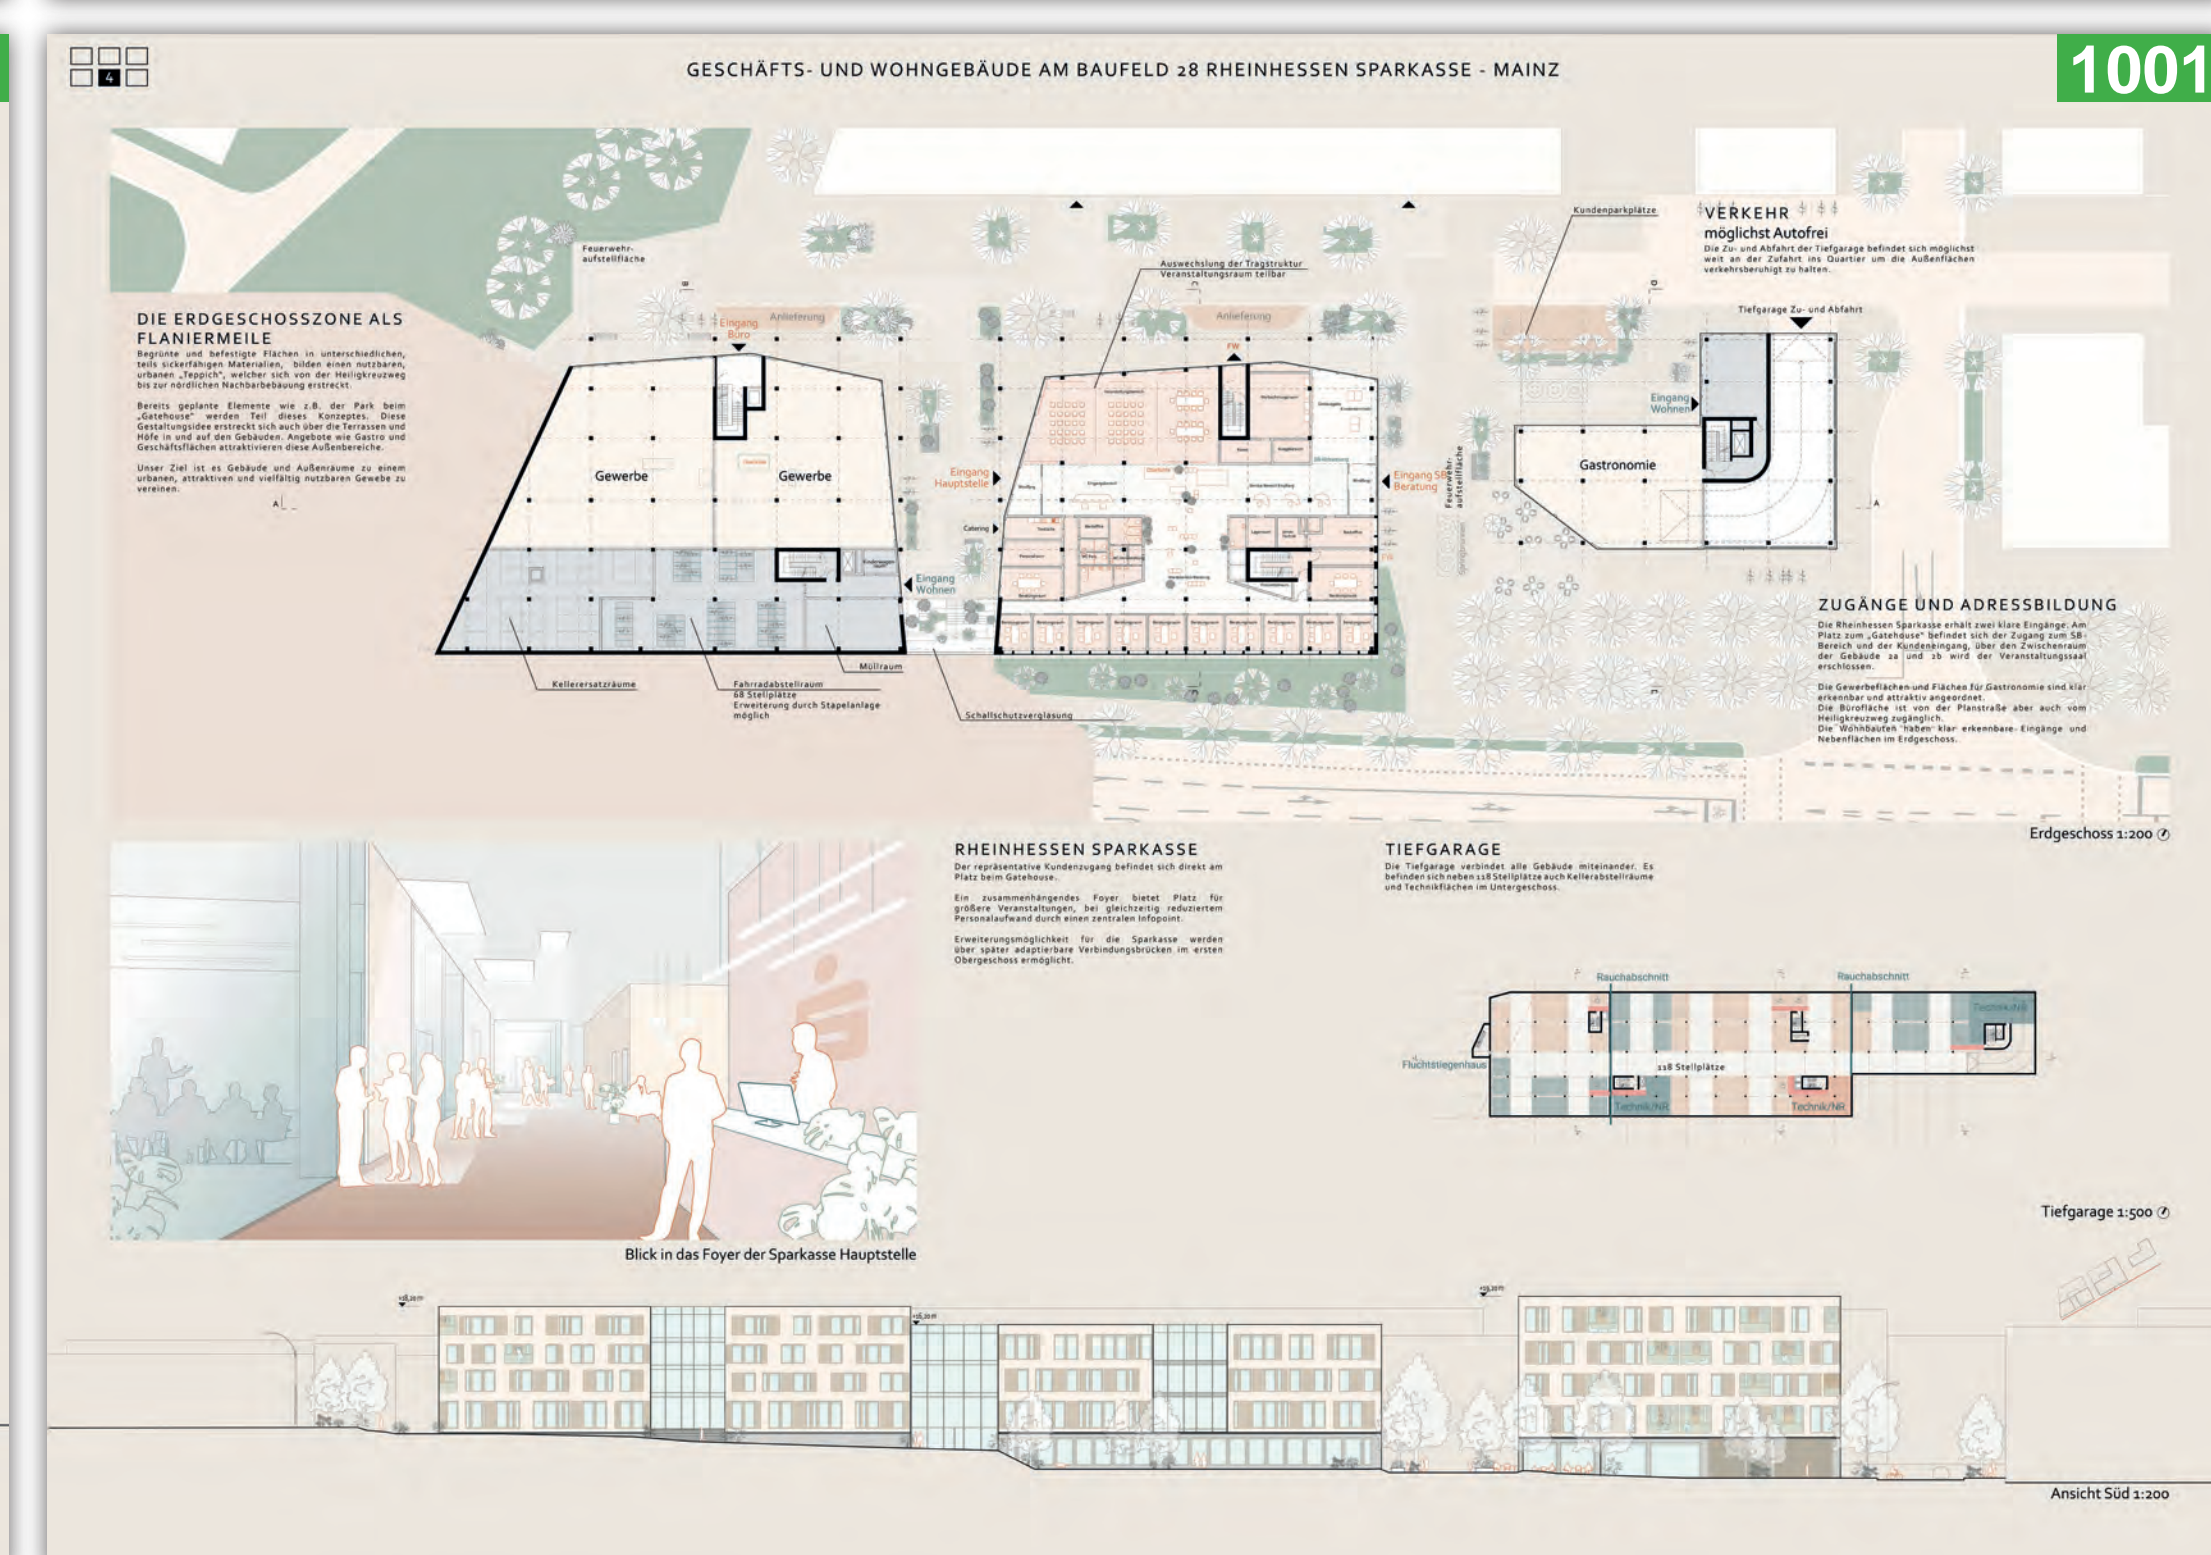 4
GESCHÄFTS- UND WOHNGEBÄUDE AM BAUFELD 28 RHEINHESSEN SPARKASSE - MAINZ
1001
Kundenparkplätze
VERKEHR
möglichst Autofrei
Die Zu- und Abfahrt der Tiefgarage befindet sich möglichst
weit an der Zufahrt ins Quartier um die Außenflächen
verkehrsberuhigt zu halten.
Feuerwehr-
aufstellfläche
Auswechslung der Tragstruktur
Veranstaltungsraum teilbar
Tiefgarage Zu- und Abfahrt
DIE ERDGESCHOSSZONE ALS
FLANIERMEILE
Begrünte und befestigte Flächen in unterschiedlichen,
teils sickerfähigen Materialien, bilden einen nutzbaren,
urbanen „Teppich“, welcher sich von der Heiligkreuzweg
bis zur nördlichen Nachbarbebauung erstreckt.
Bereits geplante Elemente wie z.B. der Park beim
„Gatehouse“ werden Teil dieses Konzeptes. Diese
Gestaltungsidee erstreckt sich auch über die Terrassen und
Höfe in und auf den Gebäuden. Angebote wie Gastro und
Geschäftsflächen attraktivieren diese Außenbereiche.
Unser Ziel ist es Gebäude und Außenräume zu einem
urbanen, attraktiven und vielfältig nutzbaren Gewebe zu
vereinen.
A
Eingang
Büro
Anlieferung
Anlieferung
FW
Gewerbe
Gewerbe
Eingang
Hauptstelle
Catering
Eingang
Wohnen
Eingang SB
Beratung
Feuerwehr-
aufstellfläche
FW
Springbrunnen
Eingang
Wohnen
Gastronomie
A
Kellerersatzräume
Fahrradabstellraum
68 Stellplätze
Erweiterung durch Stapelanlage
möglich
Müllraum
Schallschutzverglasung
ZUGÄNGE UND ADRESSBILDUNG
Die Rheinhessen Sparkasse erhält zwei klare Eingänge. Am
Platz zum „Gatehouse“ befindet sich der Zugang zum SB-
Bereich und der Kundeneingang, über den Zwischenraum
der Gebäude 2a und 2b wird der Veranstaltungssaal
erschlossen.
Die Gewerbeflächen und Flächen für Gastronomie sind klar
erkennbar und attraktiv angeordnet.
Die Bürofläche ist von der Planstraße aber auch vom
Heiligkreuzweg zugänglich.
Die Wohnbauten haben klar erkennbare Eingänge und
Nebenflächen im Erdgeschoss.
Erdgeschoss 1:200
RHEINHESSEN SPARKASSE
Der repräsentative Kundenzugang befindet sich direkt am
Platz beim Gatehouse.
Ein zusammenhängendes Foyer bietet Platz für
größere Veranstaltungen, bei gleichzeitig reduziertem
Personalaufwand durch einen zentralen Infopoint.
Erweiterungsmöglichkeit für die Sparkasse werden
über später adaptierbare Verbindungsbrücken im ersten
Obergeschoss ermöglicht.
TIEFGARAGE
Die Tiefgarage verbindet alle Gebäude miteinander. Es
befinden sich neben 118 Stellplätze auch Kellerabstellräume
und Technikflächen im Untergeschoss.
Rauchabschnitt
Rauchabschnitt
Technik/NR
Fluchtstiegenhaus
118 Stellplätze
Technik/NR
Technik/NR
Tiefgarage 1:500
Blick in das Foyer der Sparkasse Hauptstelle
+18,20m
+16,20m
+19,20m
Ansicht Süd 1:200